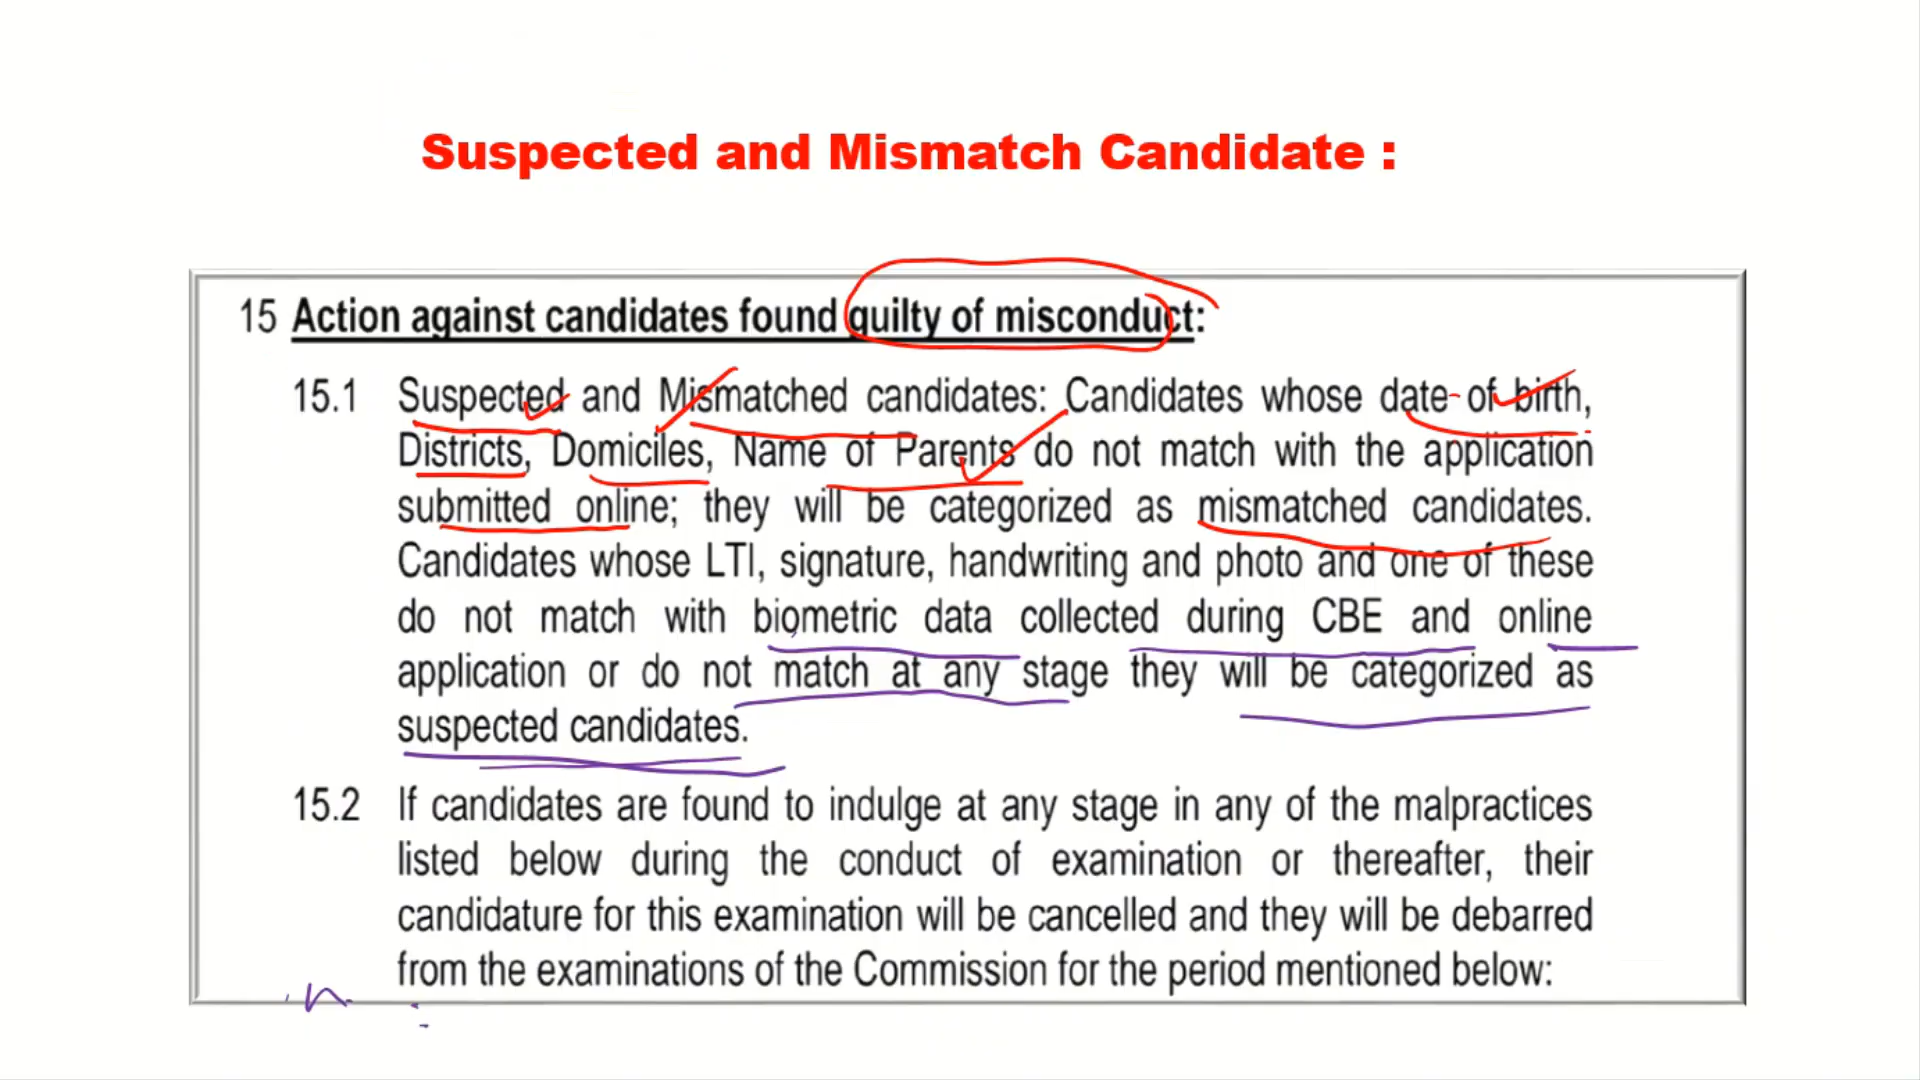 Suspected and Mismatch Candidate :
15 Action against candidates found guilty of misconduct:
15.1 Suspected and Mismatched candidates: Candidates whose date of birth,
Districts, Domiciles, Name of Parents do not match with the application
submitted online; they will be categorized as mismatched candidates.
Candidates whose LTI, signature, handwriting and photo and one of these
do not match with biometric data collected during CBE and online
application or do not match at any stage they will be categorized as
suspected candidates.
15.2 If candidates are found to indulge at any stage in any of the malpractices
listed below during the conduct of examination or thereafter, their
candidature for this examination will be cancelled and they will be debarred
from the examinations of the Commission for the period mentioned below: